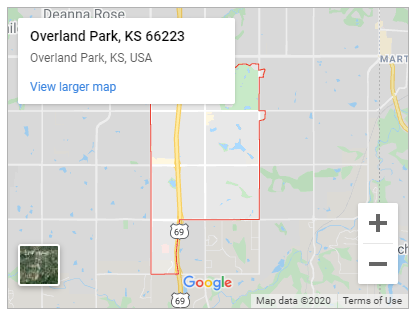 Deanna Rose
Overland Park, KS 66223
Overland Park, KS, USA
View larger map
MART
69
Google
69
Map data ©2020 Terms of Use